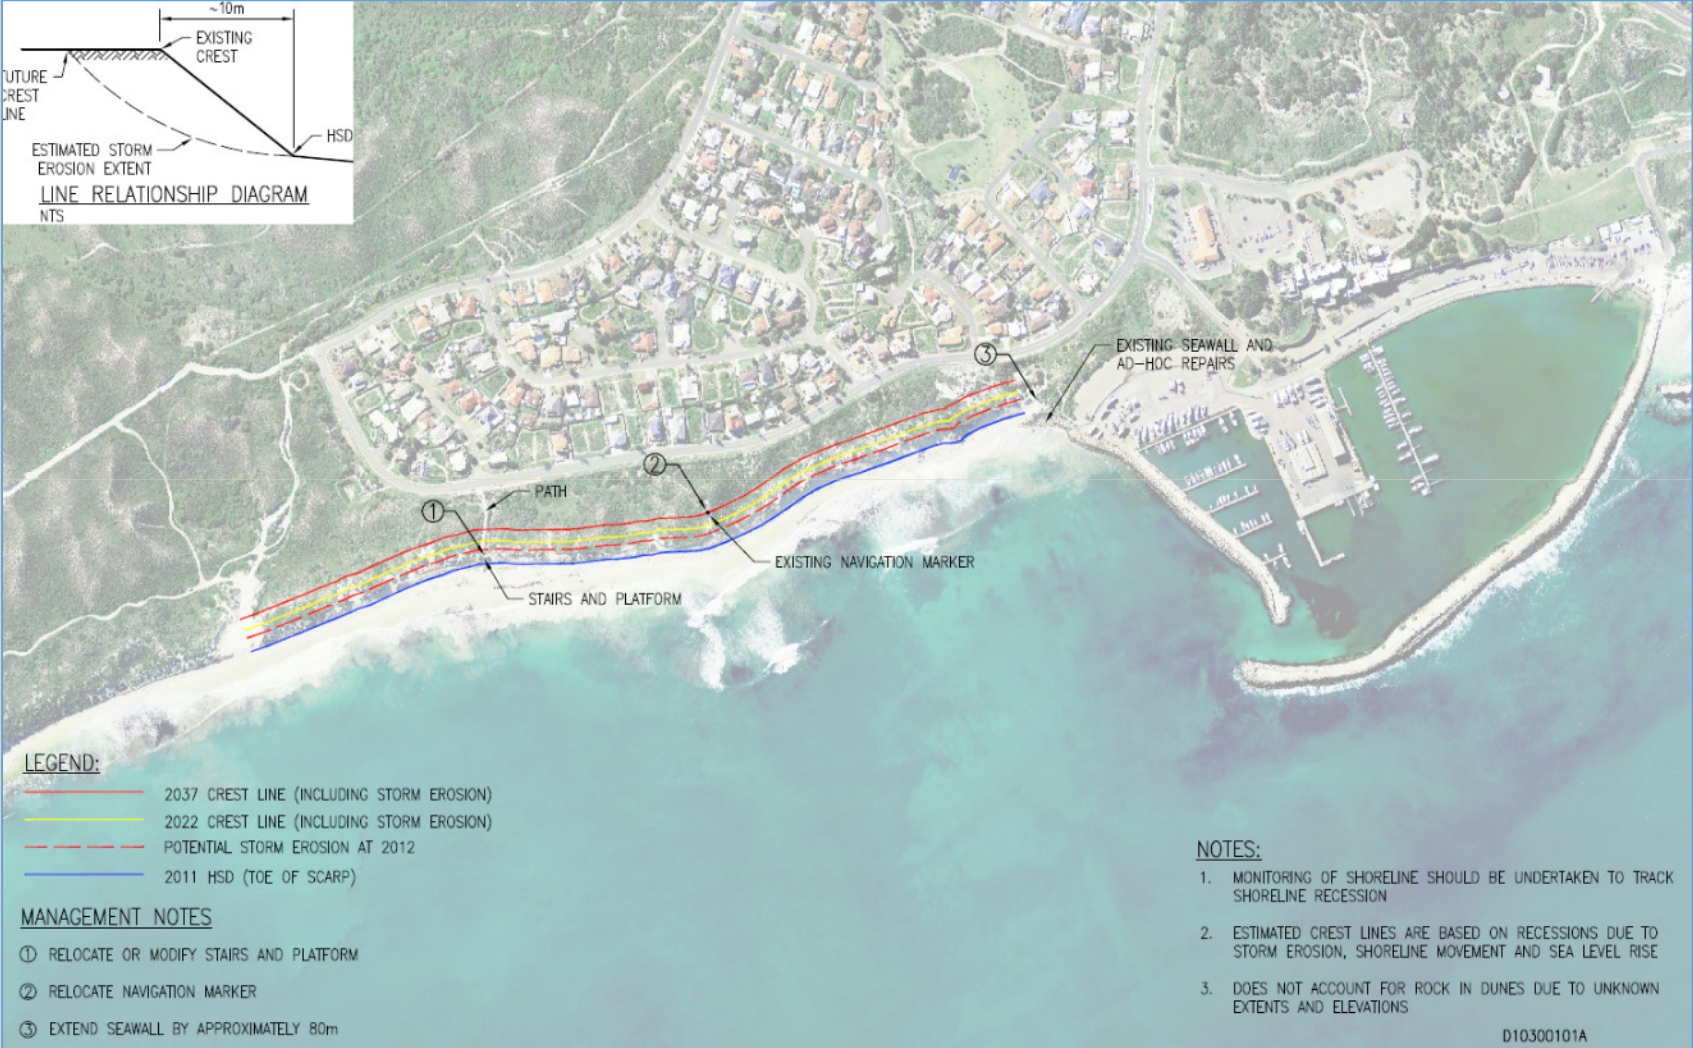 ~10m
EXISTING
CREST
CREST
LINE
HSD
ESTIMATED STORM
EROSION EXTENT
LINE RELATIONSHIP DIAGRAM
NTS
3
EXISTING SEAWALL AND
AD-HOC REPAIRS
2
PATH
1
EXISTING NAVIGATION MARKER
STAIRS AND PLATFORM
LEGEND:
2037 CREST LINE (INCLUDING STORM EROSION)
2022 CREST LINE (INCLUDING STORM EROSION)
POTENTIAL STORM EROSION AT 2012
2011 HSD (TOE OF SCARP)
MANAGEMENT NOTES
1 RELOCATE OR MODIFY STAIRS AND PLATFORM
2 RELOCATE NAVIGATION MARKER
3 EXTEND SEAWALL BY APPROXIMATELY 80m
NOTES:
1. MONITORING OF SHORELINE SHOULD BE UNDERTAKEN TO TRACK
SHORELINE RECESSION
2. ESTIMATED CREST LINES ARE BASED ON RECESSIONS DUE TO
STORM EROSION, SHORELINE MOVEMENT AND SEA LEVEL RISE
3. DOES NOT ACCOUNT FOR ROCK IN DUNES DUE TO UNKNOWN
EXTENTS AND ELEVATIONS
D10300101A